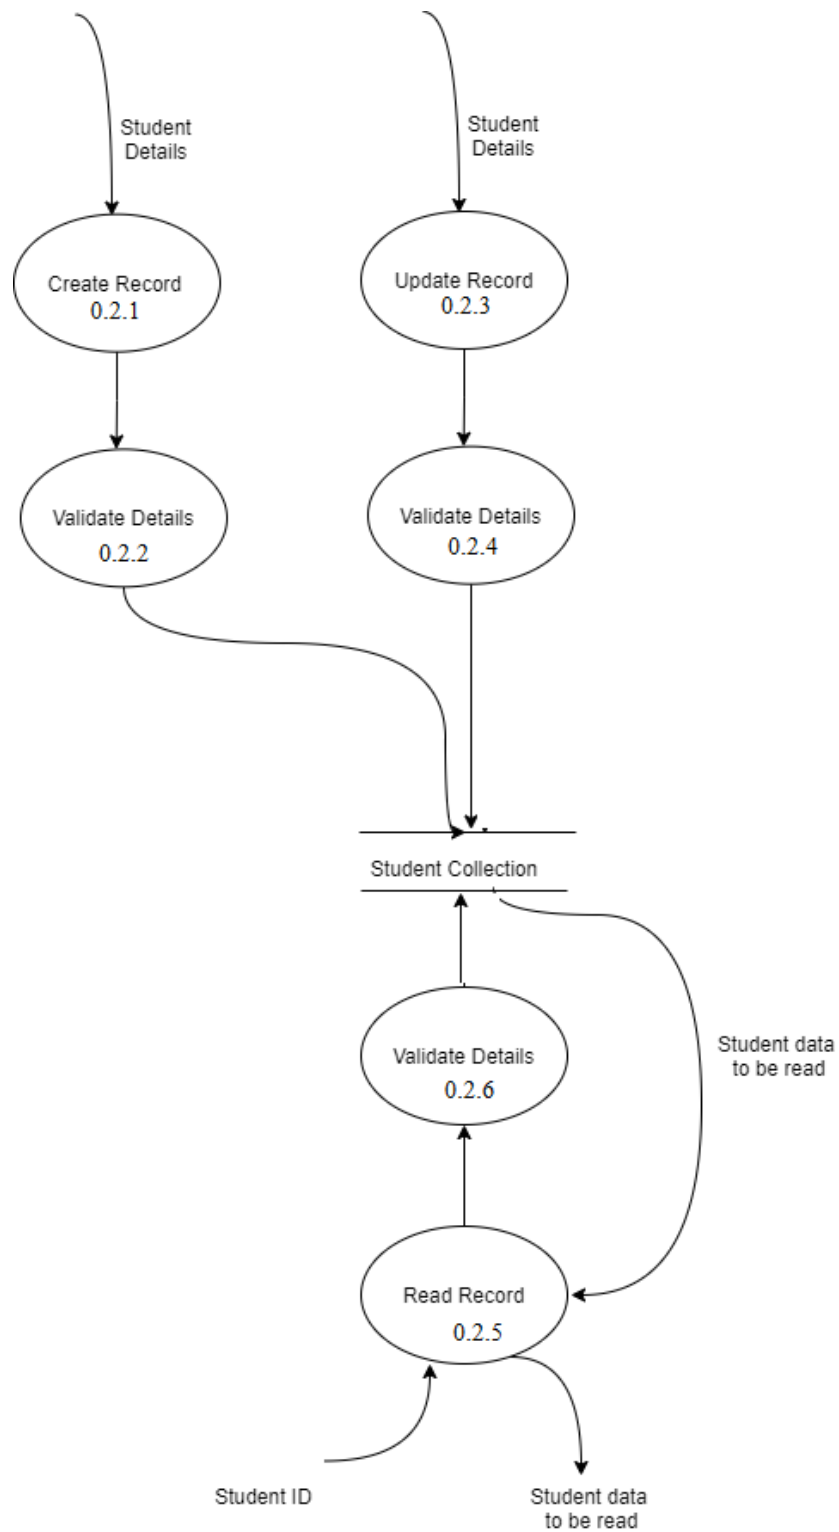 Student
Details
Student
Details
Create Record
0.2.1
Update Record
0.2.3
Validate Details
0.2.2
Validate Details
0.2.4
Student Collection
Validate Details
0.2.6
Student data
to be read
Read Record
0.2.5
Student ID
Student data
to be read